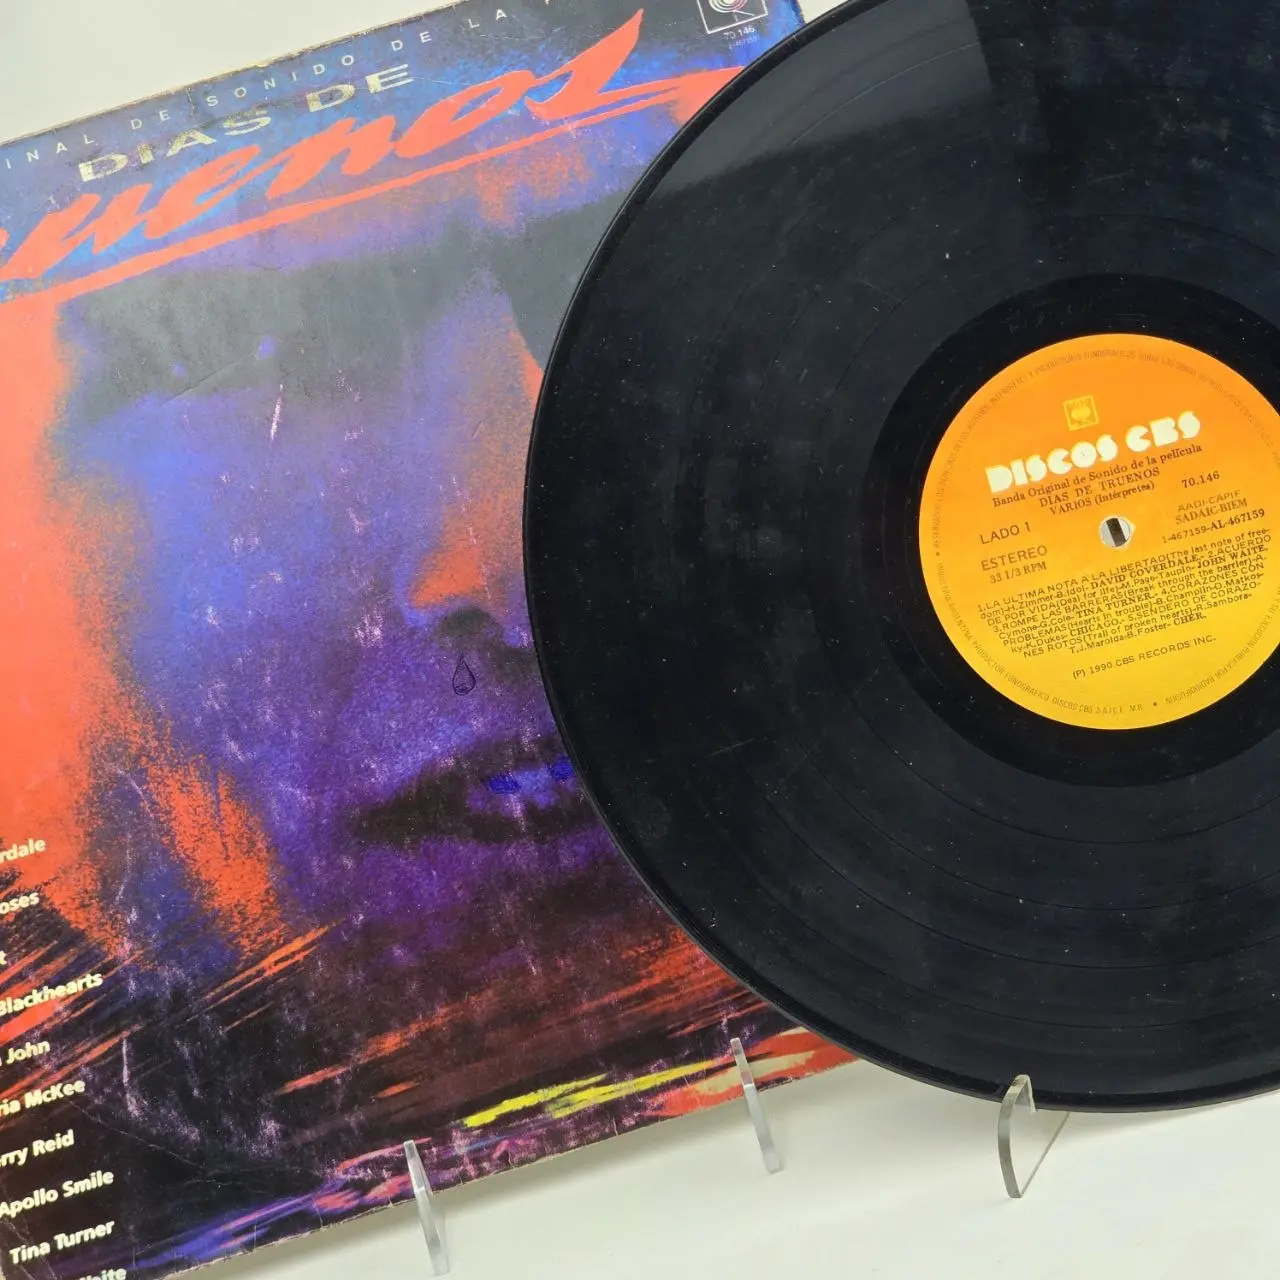 INAL DE SONIDO DE LA
DIAS DE
uenos
70.146
rdale
oses
t
Blackhearts
John
ria McKee
rry Reid
Apollo Smile
Tina Turner
hite
DISCOS CBS
Banda Original de Sonido de la película
DIAS DE TRUENOS
VARIOS (Intérpretes)
70.146
LADO 1
AADI-CAPIF
SADAIC-BIEM
ESTEREO
1-467159-AL-467159
33 1/3 RPM
1.LA ULTIMA NOTA A LA LIBERTAD(The last note of free-
dom)-H.Zimmer-B.Idol- DAVID COVERDALE.- 2.ACUERDO
DE POR VIDA(Deal for life)-M.Page-Taupin- JOHN WAITE.
3.ROMPE LAS BARRERAS(Break through the barrier)-A.
Cymone-G.Cole- TINA TURNER.- 4.CORAZONES CON
PROBLEMAS(Hearts in trouble)-B.Champlin-D.Matkos-
ky-K.Dukes- CHICAGO.- 5.SENDERO DE CORAZO-
NES ROTOS(Trail of broken hearts)-R.Sambora-
T.J.Marolda-B.Foster- CHER.
(P) 1990 CBS RECORDS INC.